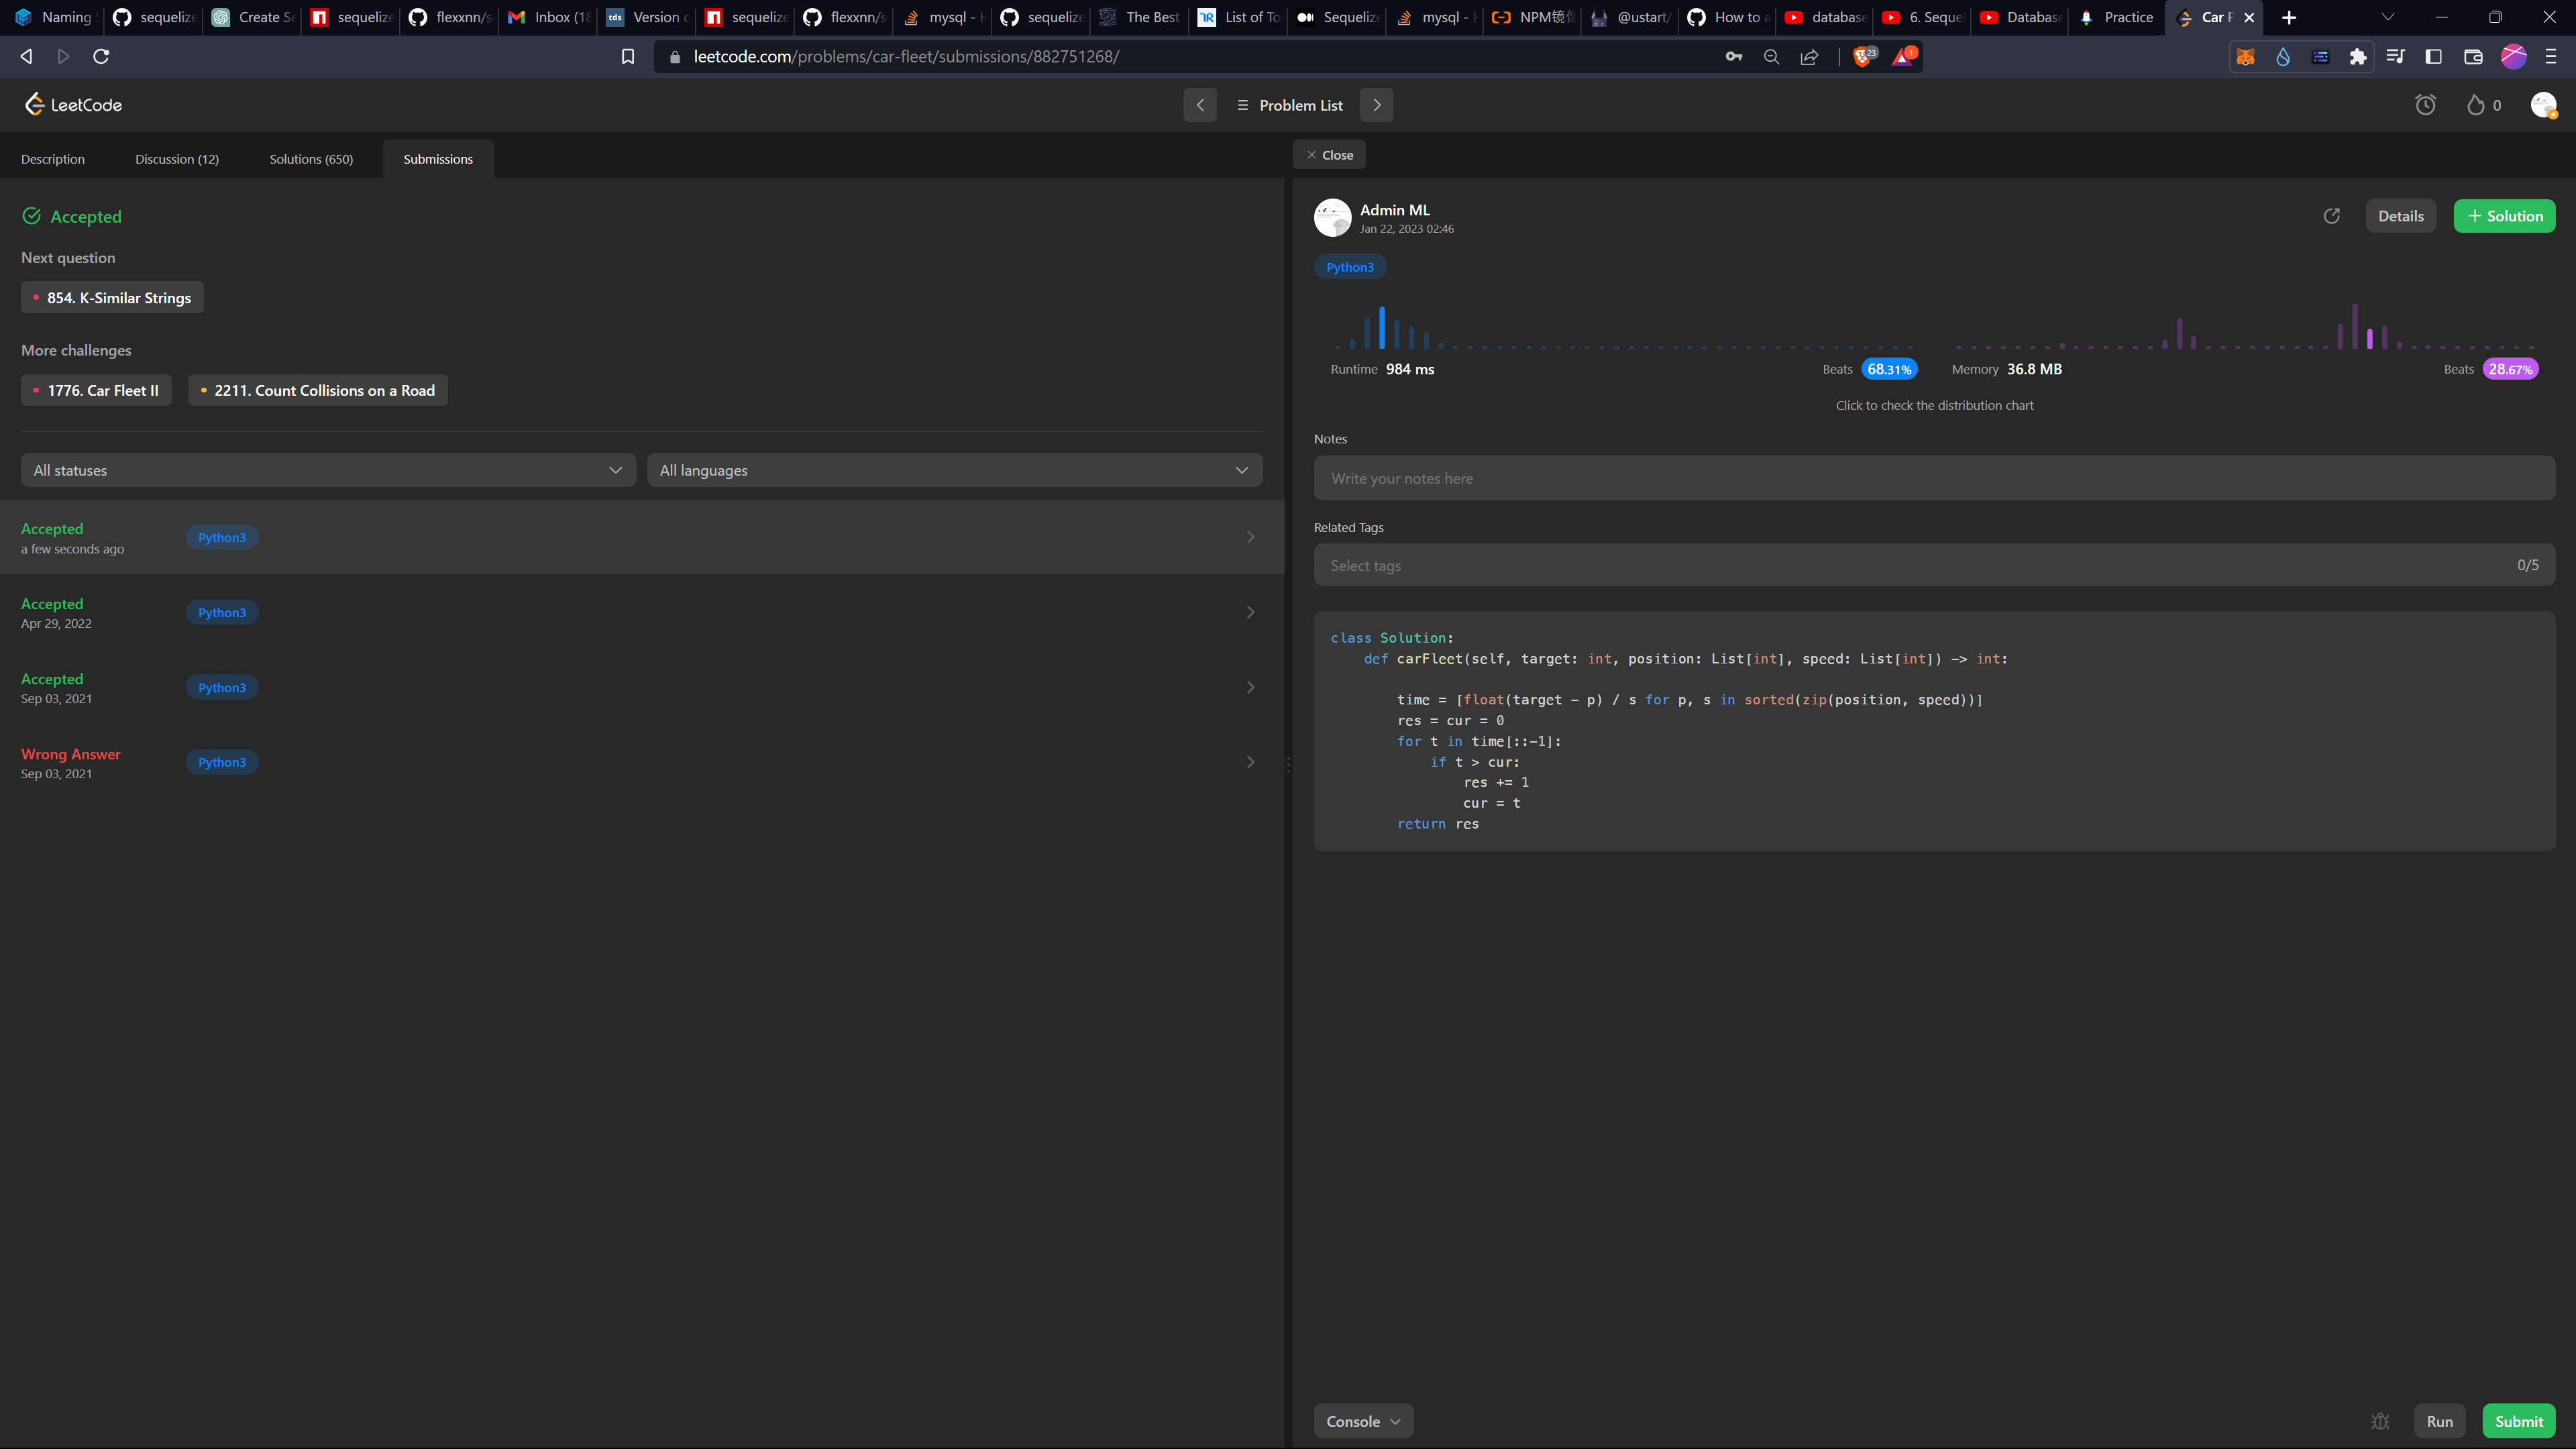 Naming
sequelize
Create Se
sequelize
flexxnn/s
Inbox (18
tds Version c
sequelize
flexxnn/s
mysql - H
sequelize
The Best
TR List of To
Sequelize
mysql - H
NPM镜像
@ustart/
How to a
database
6. Seque
Database
Practice
Car F
leetcode.com/problems/car-fleet/submissions/882751268/
23
1
LeetCode
Problem List
0
Description
Discussion (12)
Solutions (650)
Submissions
Close
Accepted
Next question
854. K-Similar Strings
More challenges
1776. Car Fleet II
2211. Count Collisions on a Road
All statuses
All languages
Accepted
a few seconds ago
Python3
Accepted
Apr 29, 2022
Python3
Accepted
Sep 03, 2021
Python3
Wrong Answer
Sep 03, 2021
Python3
Admin ML
Jan 22, 2023 02:46
Details
Solution
Python3
Runtime 984 ms
Beats 68.31%
Memory 36.8 MB
Beats 28.67%
Click to check the distribution chart
Notes
Write your notes here
Related Tags
Select tags
0/5
class Solution:
def carFleet(self, target: int, position: List[int], speed: List[int]) -> int:
time = [float(target - p) / s for p, s in sorted(zip(position, speed))]
res = cur = 0
for t in time[::-1]:
if t > cur:
res += 1
cur = t
return res
Console
Run
Submit